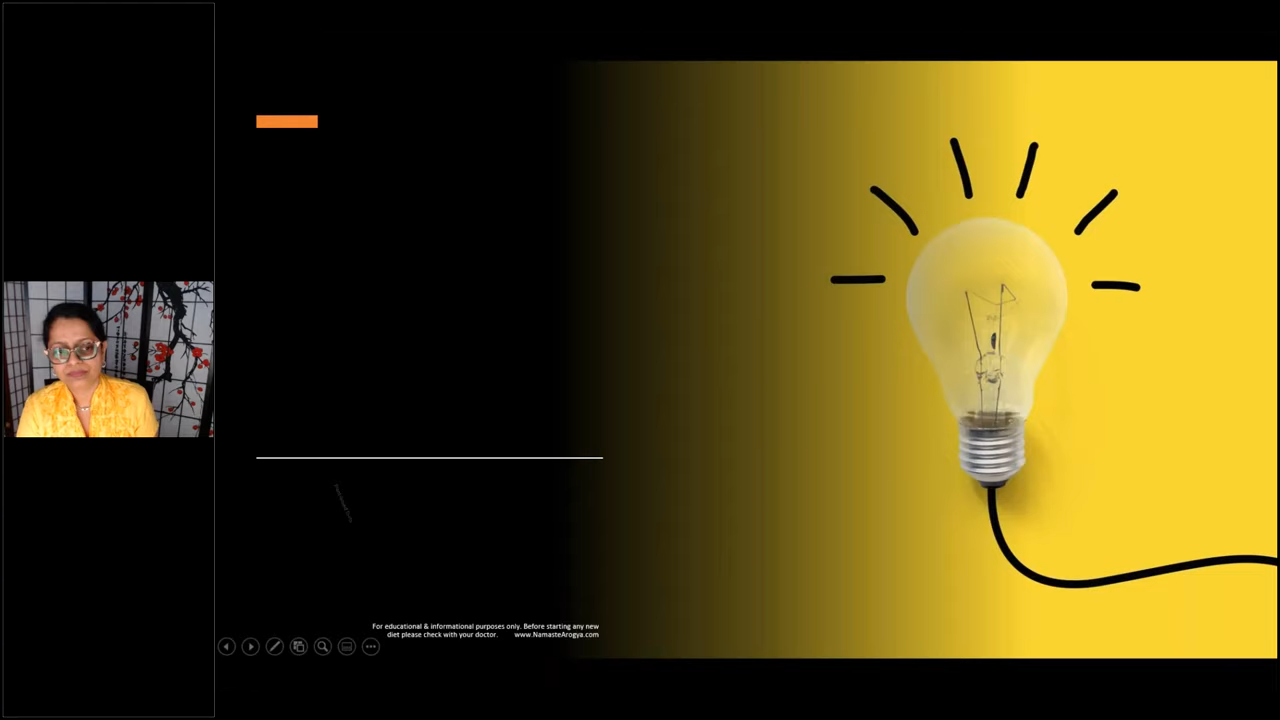 For educational & informational purposes only. Before starting any new
diet please check with your doctor. www.NamasteArogya.com